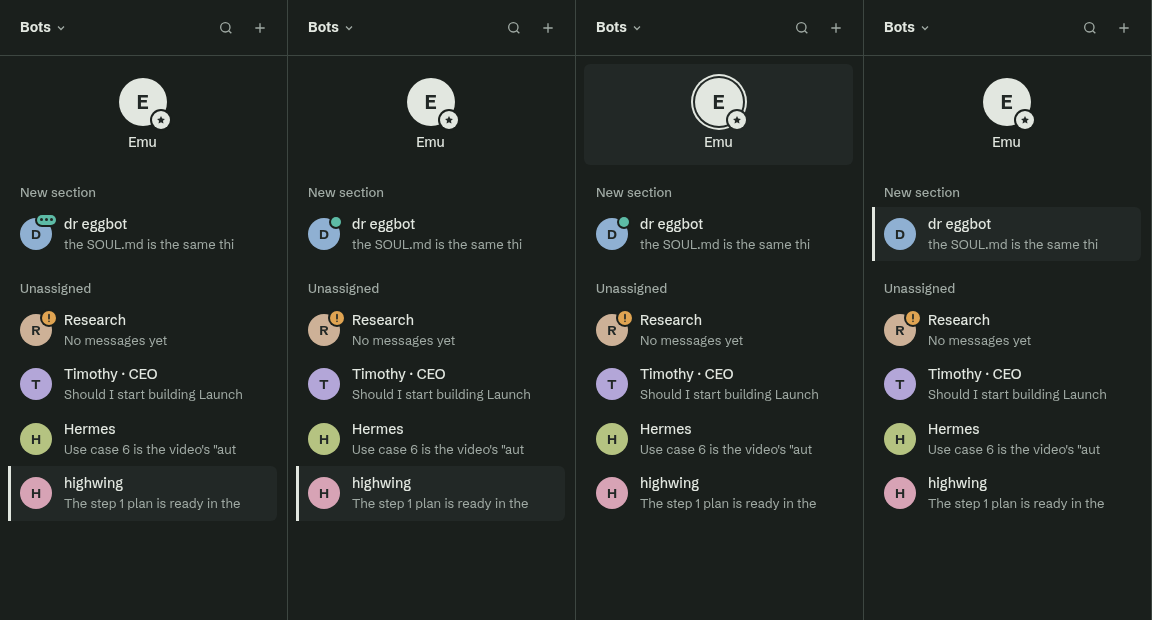 Bots
E
Emu
New section
D
dr eggbot
the SOUL.md is the same thi
Unassigned
R
!
Research
No messages yet
T
Timothy · CEO
Should I start building Launch
H
Hermes
Use case 6 is the video's "aut
H
highwing
The step 1 plan is ready in the
Bots
E
Emu
New section
D
dr eggbot
the SOUL.md is the same thi
Unassigned
R
!
Research
No messages yet
T
Timothy · CEO
Should I start building Launch
H
Hermes
Use case 6 is the video's "aut
H
highwing
The step 1 plan is ready in the
Bots
E
Emu
New section
D
dr eggbot
the SOUL.md is the same thi
Unassigned
R
!
Research
No messages yet
T
Timothy · CEO
Should I start building Launch
H
Hermes
Use case 6 is the video's "aut
H
highwing
The step 1 plan is ready in the
Bots
E
Emu
New section
D
dr eggbot
the SOUL.md is the same thi
Unassigned
R
!
Research
No messages yet
T
Timothy · CEO
Should I start building Launch
H
Hermes
Use case 6 is the video's "aut
H
highwing
The step 1 plan is ready in the